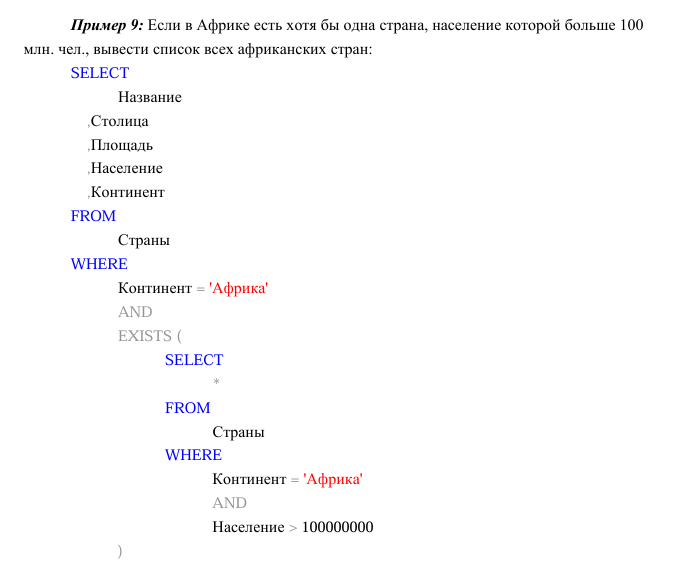 Пример 9: Если в Африке есть хотя бы одна страна, население которой больше 100
млн. чел., вывести список всех африканских стран:
SELECT
Название
,Столица
,Площадь
,Население
,Континент
FROM
Страны
WHERE
Континент = 'Африка'
AND
EXISTS (
SELECT
*
FROM
Страны
WHERE
Континент = 'Африка'
AND
Население > 100000000
)